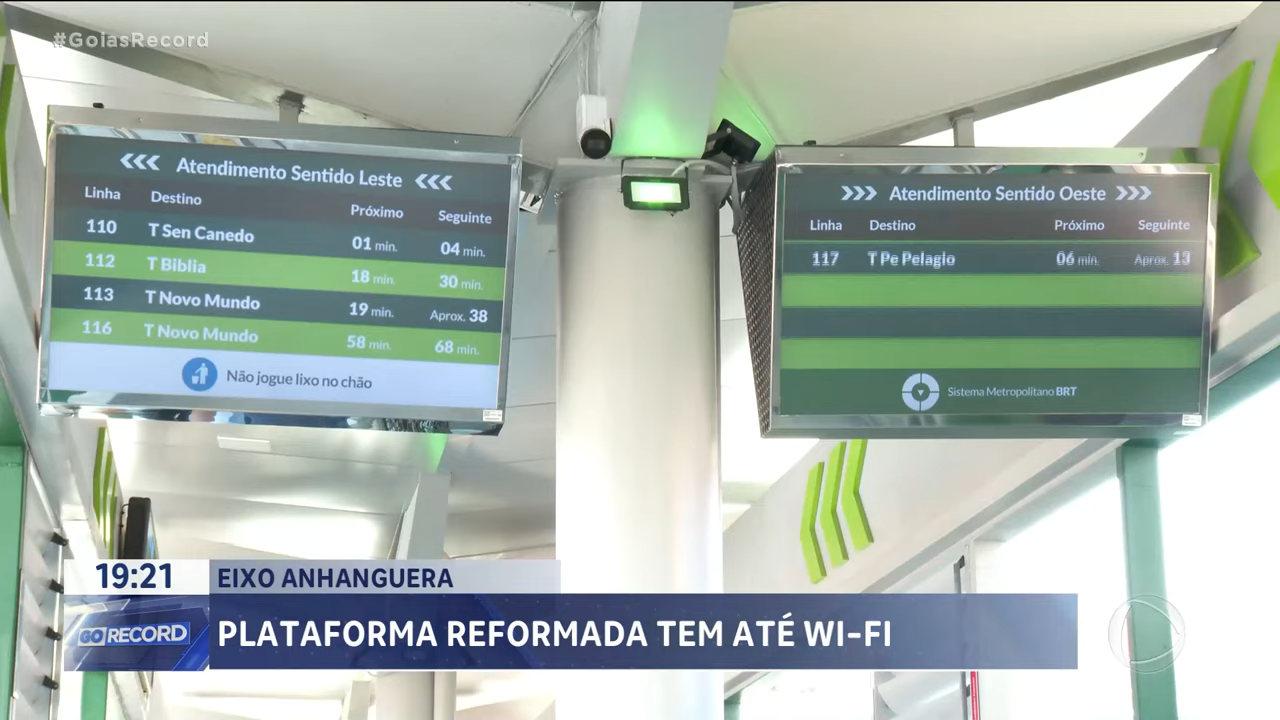 #GoiasRecord
Atendimento Sentido Leste
Linha Destino Próximo Seguinte
110 T Sen Canedo 01 min. 04 min.
112 T Biblia 18 min. 30 min.
113 T Novo Mundo 19 min. Aprox. 38
116 T Novo Mundo 58 min. 68 min.
Não jogue lixo no chão
Atendimento Sentido Oeste
Linha Destino Próximo Seguinte
117 T Pe Pelagio 06 min. Aprox. 13
Sistema Metropolitano BRT
19:21 EIXO ANHANGUERA
GO RECORD PLATAFORMA REFORMADA TEM ATÉ WI-FI